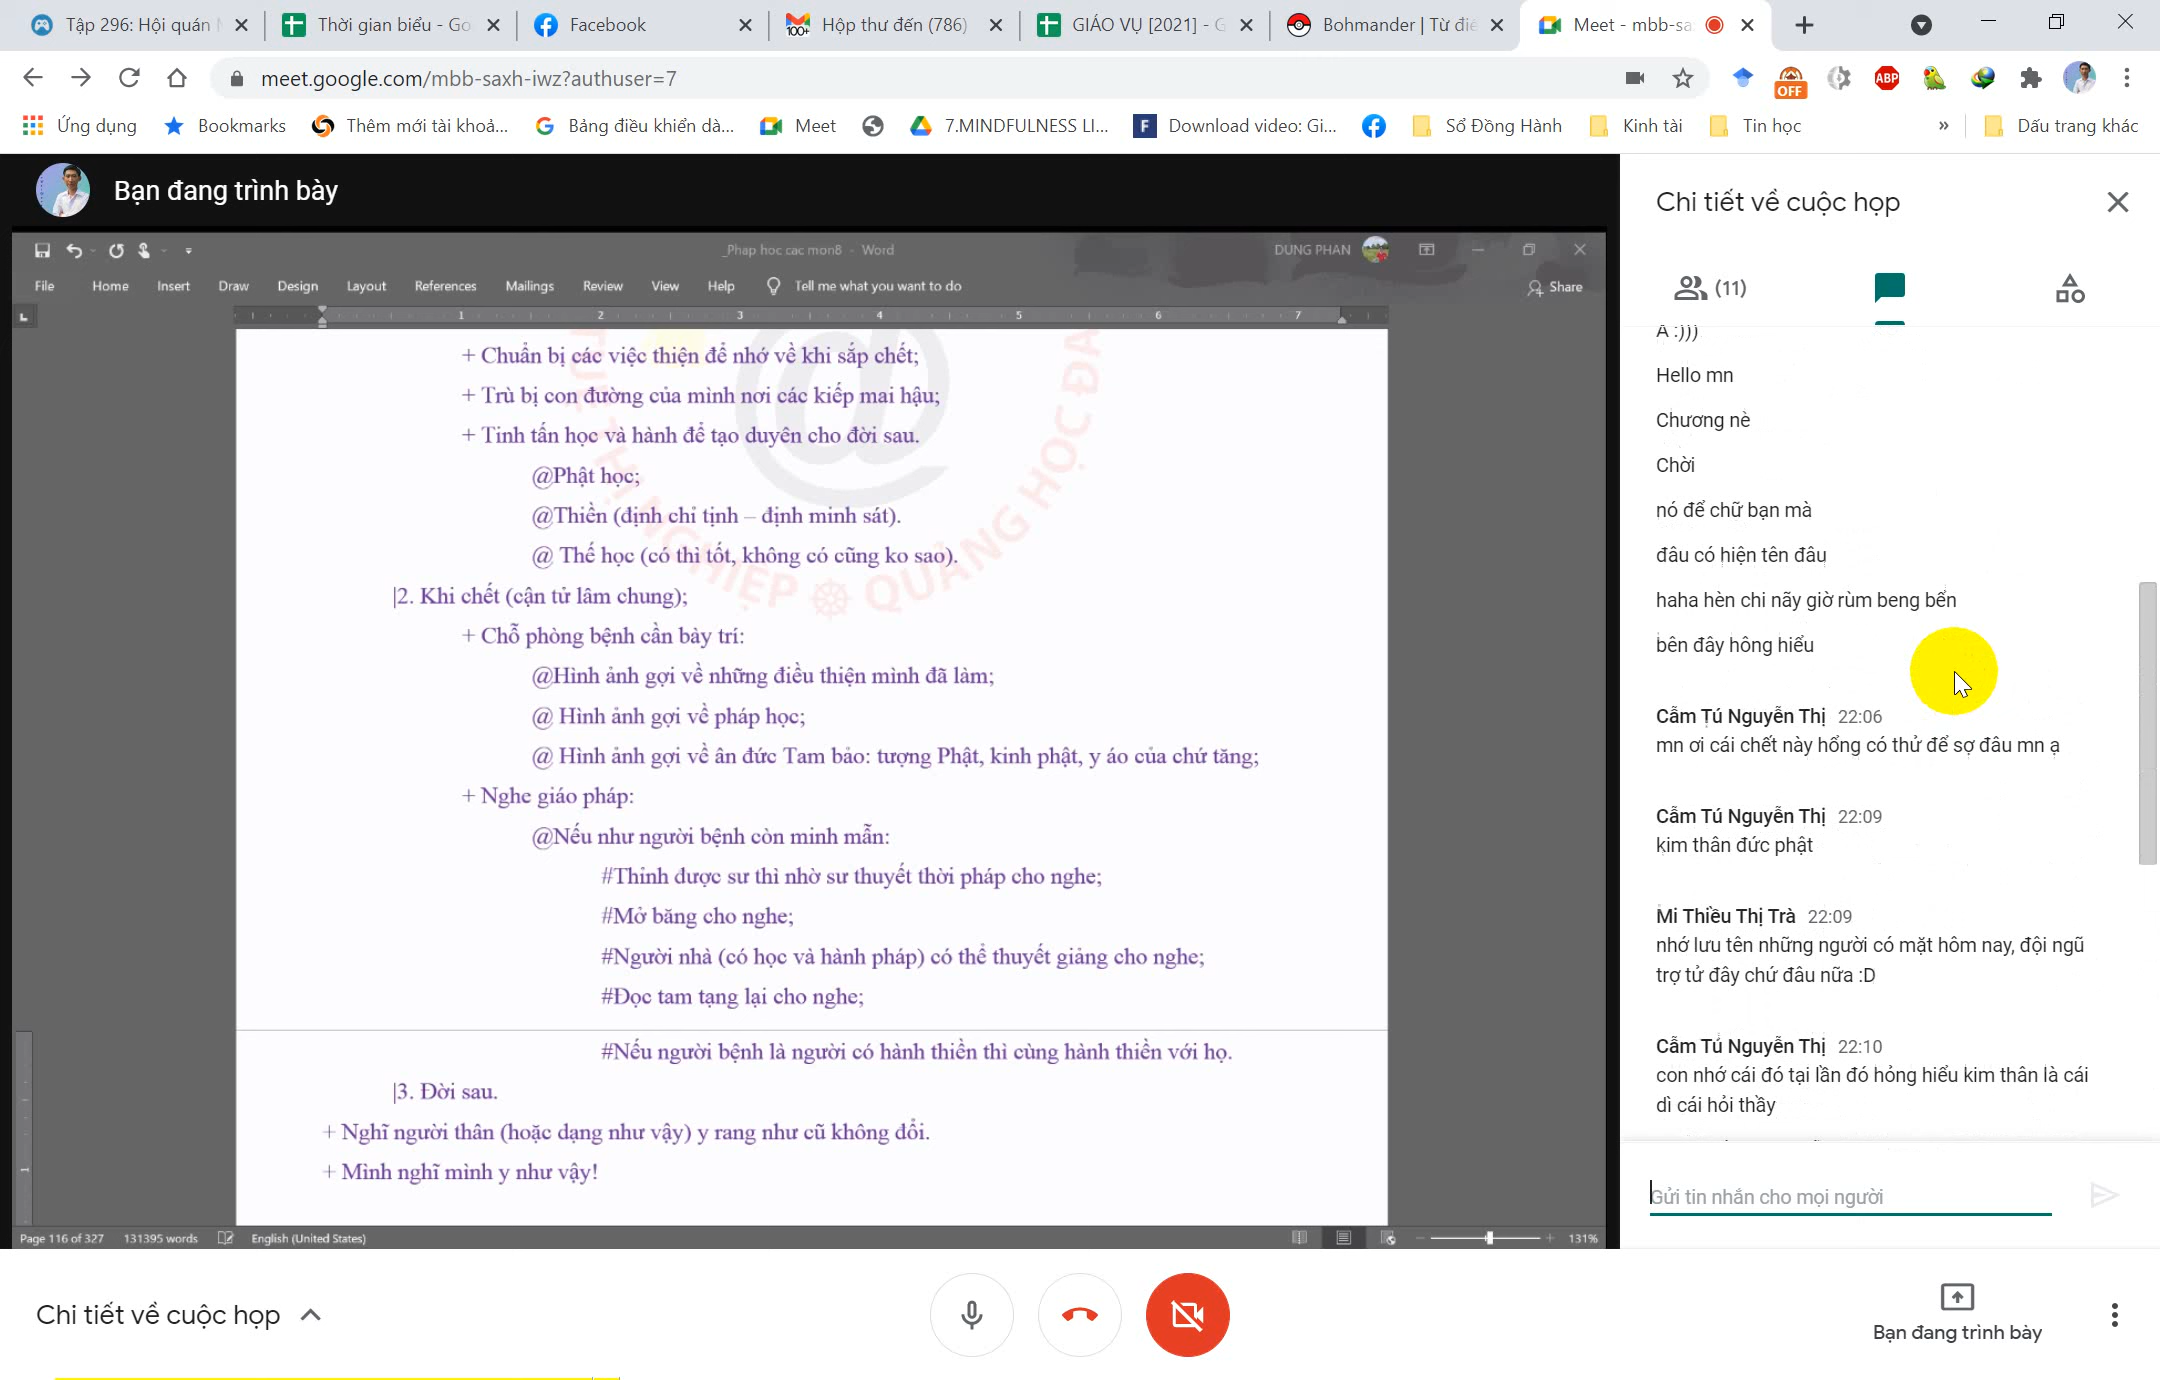 Tập 296: Hội quán
Thời gian biểu - Go
Facebook
Hộp thư đến (786)
GIÁO VỤ [2021] - G
Bohmander | Từ điể
Meet - mbb-sa
meet.google.com/mbb-saxh-iwz?authuser=7
OFF
ABP
Ứng dụng
Bookmarks
Thêm mới tài khoả...
Bảng điều khiển dà...
Meet
7.MINDFULNESS LI...
Download video: Gi...
Sổ Đồng Hành
Kinh tài
Tin học
»
Dấu trang khác
Bạn đang trình bày
_Phap hoc cac mon8 - Word
DUNG PHAN
File Home Insert Draw Design Layout References Mailings Review View Help Tell me what you want to do
Share
1 2 3 4 5 6 7
+ Chuẩn bị các việc thiện để nhớ về khi sắp chết;
+ Trù bị con đường của mình nơi các kiếp mai hậu;
+ Tinh tấn học và hành để tạo duyên cho đời sau.
@Phật học;
@Thiền (định chỉ tịnh – định minh sát).
@ Thế học (có thì tốt, không có cũng ko sao).
|2. Khi chết (cận tử lâm chung);
+ Chỗ phòng bệnh cần bày trí:
@Hình ảnh gợi về những điều thiện mình đã làm;
@ Hình ảnh gợi về pháp học;
@ Hình ảnh gợi về ân đức Tam bảo: tượng Phật, kinh phật, y áo của chứ tăng;
+ Nghe giáo pháp:
@Nếu như người bệnh còn minh mẫn:
#Thỉnh được sư thì nhờ sư thuyết thời pháp cho nghe;
#Mở băng cho nghe;
#Người nhà (có học và hành pháp) có thể thuyết giảng cho nghe;
#Đọc tam tạng lại cho nghe;
#Nếu người bệnh là người có hành thiền thì cùng hành thiền với họ.
|3. Đời sau.
+ Nghĩ người thân (hoặc dạng như vậy) y rang như cũ không đổi.
+ Mình nghĩ mình y như vậy!
NGHIỆP QUẢNG HỌC ĐA
Page 116 of 327
131395 words
English (United States)
131%
Chi tiết về cuộc họp
(11)
A :)))
Hello mn
Chương nè
Chời
nó để chữ bạn mà
đâu có hiện tên đâu
haha hèn chi nãy giờ rùm beng bển
bên đây hông hiểu
Cẩm Tú Nguyễn Thị 22:06
mn ơi cái chết này hổng có thử để sợ đâu mn ạ
Cẩm Tú Nguyễn Thị 22:09
kim thân đức phật
Mi Thiều Thị Trà 22:09
nhớ lưu tên những người có mặt hôm nay, đội ngũ
trợ tử đây chứ đâu nữa :D
Cẩm Tú Nguyễn Thị 22:10
con nhớ cái đó tại lần đó hỏng hiểu kim thân là cái
dì cái hỏi thầy
Gửi tin nhắn cho mọi người
Chi tiết về cuộc họp
Bạn đang trình bày